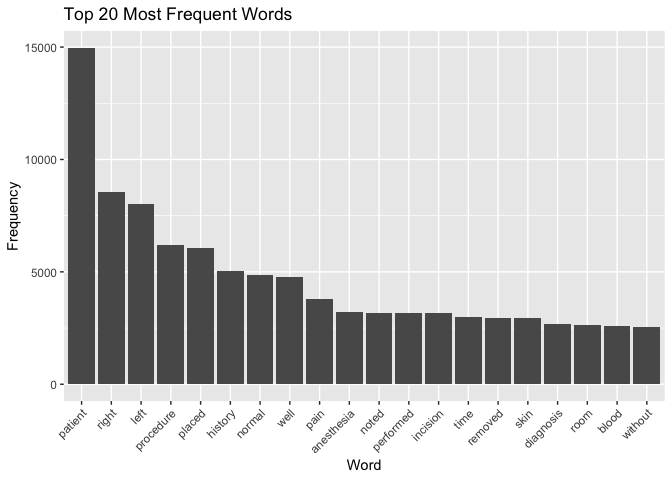 Top 20 Most Frequent Words
15000
10000
5000
0
Frequency
patient
right
left
procedure
placed
history
normal
well
pain
anesthesia
noted
performed
incision
time
removed
skin
diagnosis
room
blood
without
Word